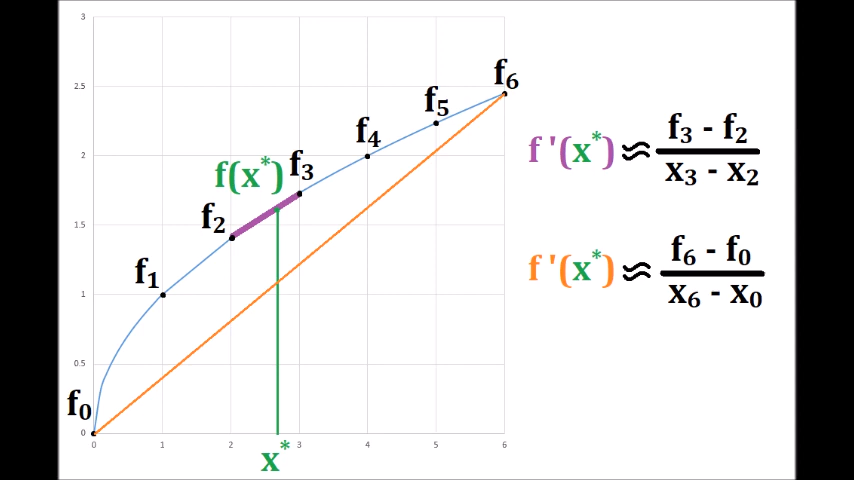 3
2.5
2
1.5
1
0.5
0
0 1 2 3 4 5 6
f₀
f₁
f₂
f(x*)
f₃
f₄
f₅
f₆
x*
f '(x*) ≈ f₃ - f₂
x₃ - x₂
f '(x*) ≈ f₆ - f₀
x₆ - x₀